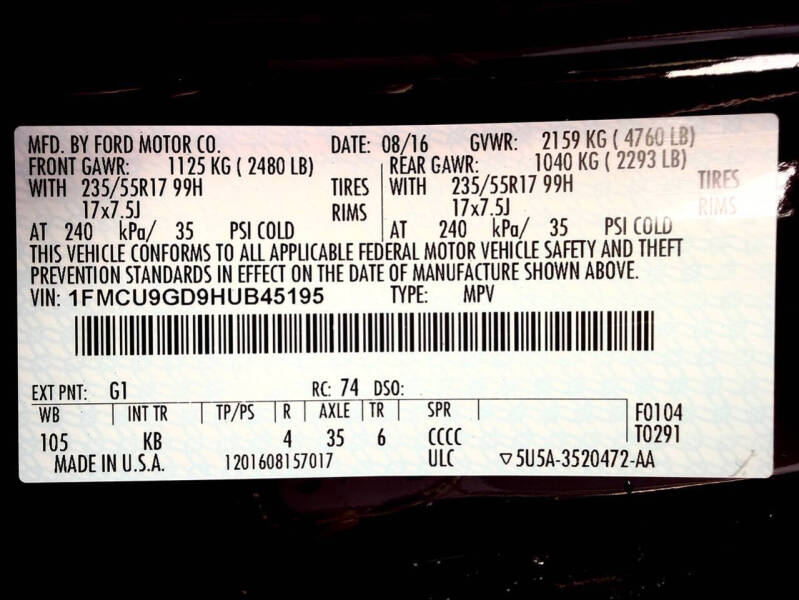 MFD. BY FORD MOTOR CO. DATE: 08/16 GVWR: 2159 KG ( 4760 LB)
FRONT GAWR: 1125 KG ( 2480 LB) REAR GAWR: 1040 KG ( 2293 LB)
WITH 235/55R17 99H TIRES WITH 235/55R17 99H TIRES
17x7.5J RIMS 17x7.5J RIMS
AT 240 kPa/ 35 PSI COLD AT 240 kPa/ 35 PSI COLD
THIS VEHICLE CONFORMS TO ALL APPLICABLE FEDERAL MOTOR VEHICLE SAFETY AND THEFT
PREVENTION STANDARDS IN EFFECT ON THE DATE OF MANUFACTURE SHOWN ABOVE.
VIN: 1FMCU9GD9HUB45195 TYPE: MPV
EXT PNT: G1 RC: 74 DSO:
WB INT TR TP/PS R AXLE TR SPR F0104
105 KB 4 35 6 CCCC T0291
MADE IN U.S.A. 1201608157017 ULC ▽5U5A-3520472-AA